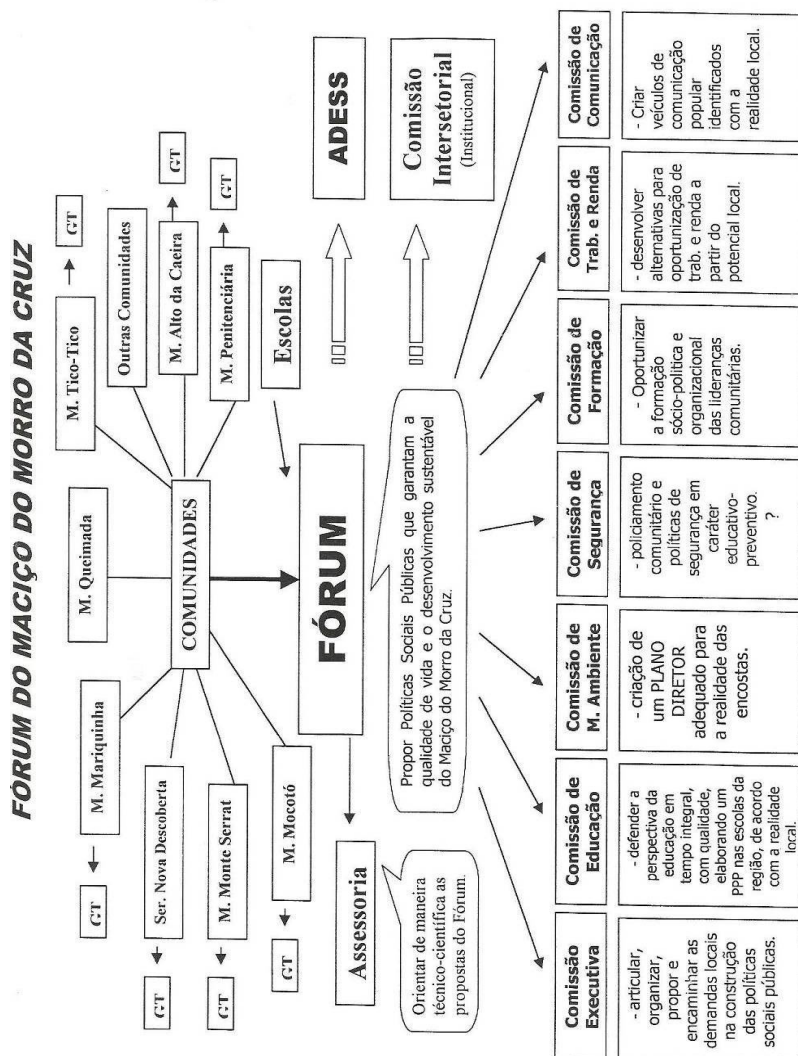 FÓRUM DO MACIÇO DO MORRO DA CRUZ
GT
M. Mariquinha
M. Queimada
M. Tico-Tico
GT
GT
Ser. Nova Descoberta
Outras Comunidades
GT
M. Monte Serrat
COMUNIDADES
M. Alto da Caeira
GT
GT
M. Mocotó
M. Penitenciária
GT
Escolas
Assessoria
FÓRUM
ADESS
Orientar de maneira
técnico-científica as
propostas do Fórum.
Propor Políticas Sociais Públicas que garantam a
qualidade de vida e o desenvolvimento sustentável
do Maciço do Morro da Cruz.
Comissão
Intersetorial
(Institucional)
Comissão
Executiva
- articular,
organizar,
propor e
encaminhar as
demandas locais
na construção
das políticas
sociais públicas.
Comissão de
Educação
- defender a
perspectiva da
educação em
tempo integral,
com qualidade,
elaborando um
PPP nas escolas da
região, de acordo
com a realidade
local.
Comissão de
M. Ambiente
- criação de
um PLANO
DIRETOR
adequado para
a realidade das
encostas.
Comissão de
Segurança
- policiamento
comunitário e
políticas de
segurança em
caráter
educativo-
preventivo.
?
Comissão de
Formação
- Oportunizar
a formação
sócio-política e
organizacional
das lideranças
comunitárias.
Comissão de
Trab. e Renda
- desenvolver
alternativas para
oportunização de
trab. e renda a
partir do
potencial local.
Comissão de
Comunicação
- Criar
veículos de
comunicação
popular
identificados
com a
realidade local.